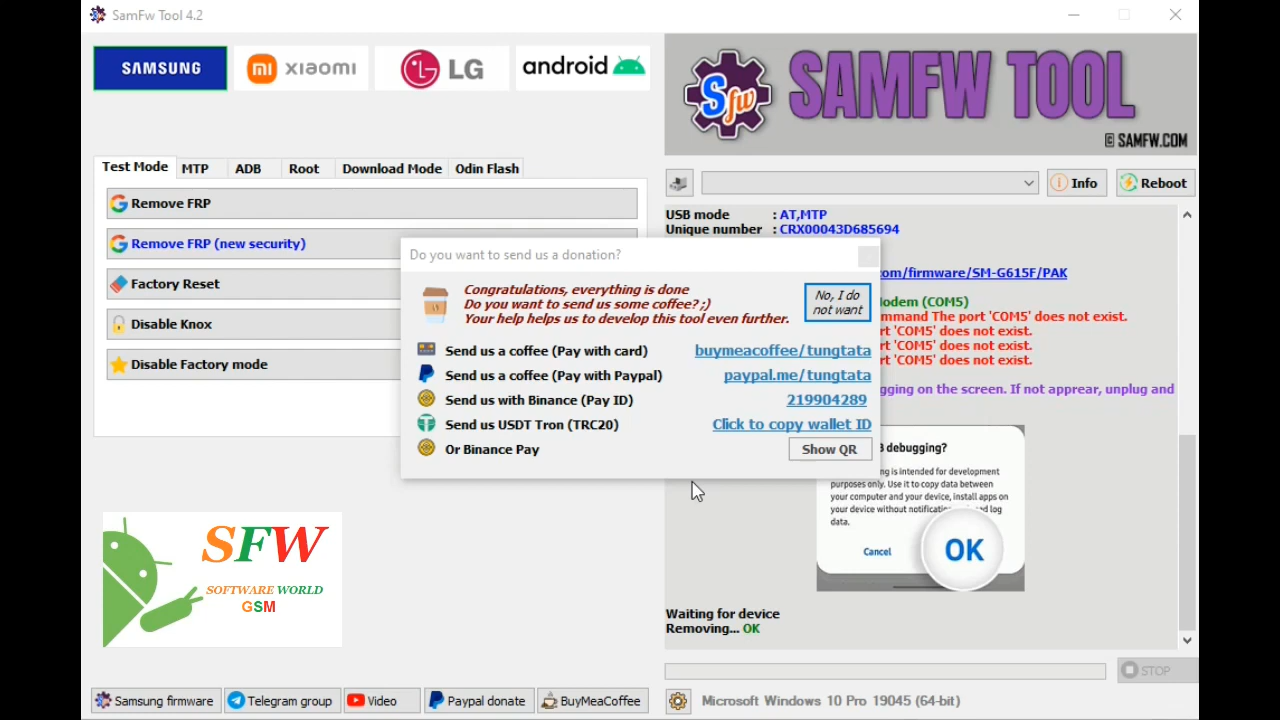 SamFw Tool 4.2
SAMSUNG
mi xiaomi
LG
android
Sfw
SAMFW TOOL
© SAMFW.COM
Test Mode
MTP
ADB
Root
Download Mode
Odin Flash
Info
Reboot
Remove FRP
Remove FRP (new security)
Factory Reset
Disable Knox
Disable Factory mode
USB mode : AT,MTP
Unique number : CRX00043D685694
com/firmware/SM-G615F/PAK
(COM5)
The port 'COM5' does not exist.
'COM5' does not exist.
'COM5' does not exist.
'COM5' does not exist.
on the screen. If not apprear, unplug and
Do you want to send us a donation?
Congratulations, everything is done
Do you want to send us some coffee? ;)
Your help helps us to develop this tool even further.
No, I do
not want
Send us a coffee (Pay with card) buymeacoffee/tungtata
Send us a coffee (Pay with Paypal) paypal.me/tungtata
Send us with Binance (Pay ID) 219904289
Send us USDT Tron (TRC20) Click to copy wallet ID
Or Binance Pay Show QR
debugging?
is intended for development
purposes only. Use it to copy data between
your computer and your device, install apps on
your device without log
data.
Cancel
OK
Waiting for device
Removing... OK
SFW
SOFTWARE WORLD
GSM
STOP
Samsung firmware
Telegram group
Video
Paypal donate
BuyMeaCoffee
Microsoft Windows 10 Pro 19045 (64-bit)